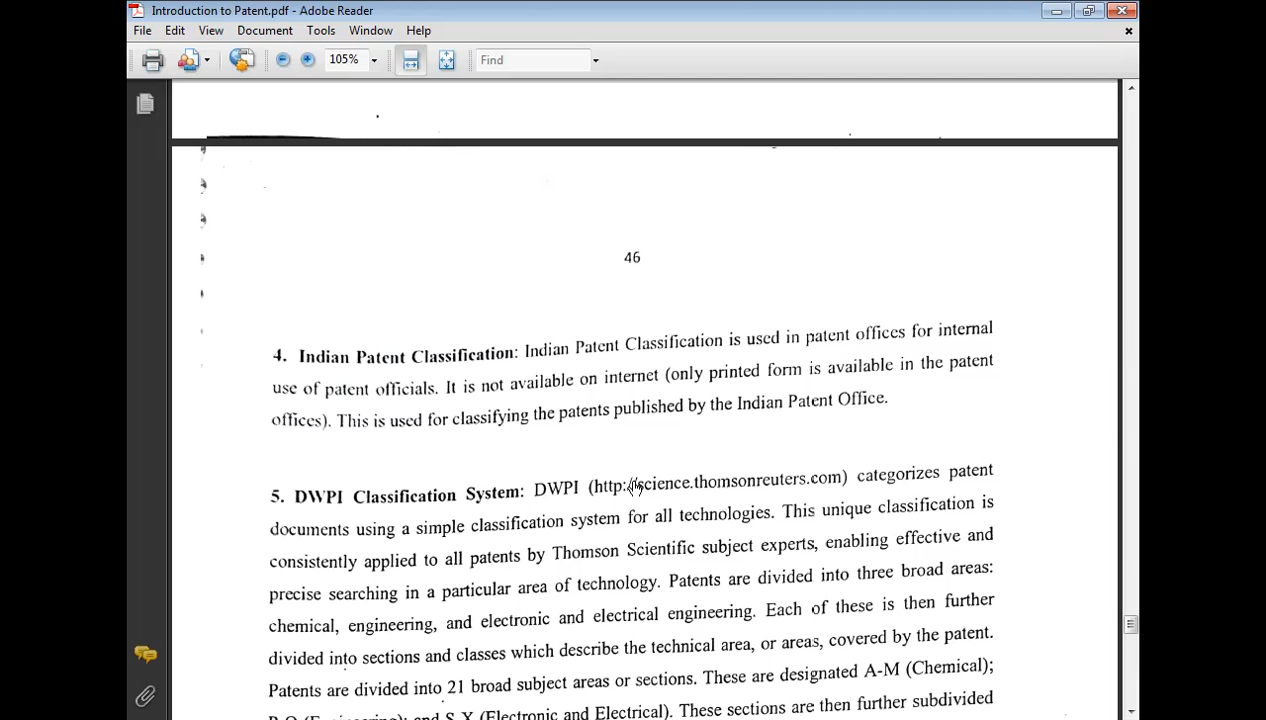 Introduction to Patent.pdf - Adobe Reader
File Edit View Document Tools Window Help
105% Find
46
4. Indian Patent Classification: Indian Patent Classification is used in patent offices for internal
use of patent officials. It is not available on internet (only printed form is available in the patent
offices). This is used for classifying the patents published by the Indian Patent Office.
5. DWPI Classification System: DWPI (http://science.thomsonreuters.com) categorizes patent
documents using a simple classification system for all technologies. This unique classification is
consistently applied to all patents by Thomson Scientific subject experts, enabling effective and
precise searching in a particular area of technology. Patents are divided into three broad areas:
chemical, engineering, and electronic and electrical engineering. Each of these is then further
divided into sections and classes which describe the technical area, or areas, covered by the patent.
Patents are divided into 21 broad subject areas or sections. These are designated A-M (Chemical);
P-Q (Engineering); and S-X (Electronic and Electrical). These sections are then further subdivided